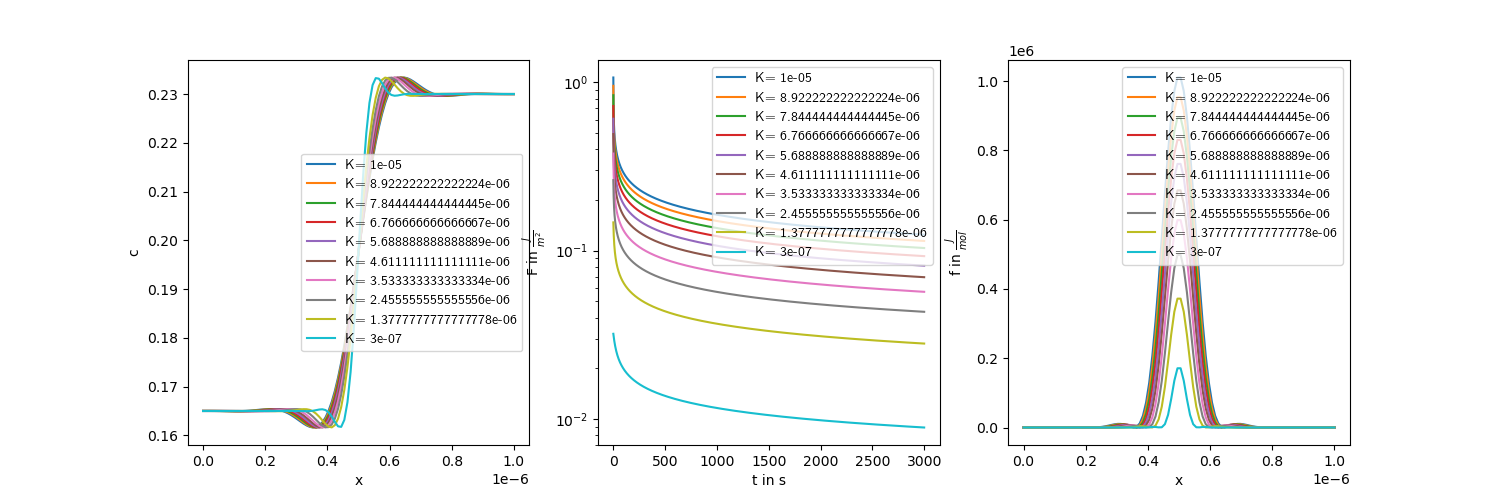 1e6
0.23
0.22
0.21
0.20
0.19
0.18
0.17
0.16
c
K= 1e-05
K= 8.922222222222224e-06
K= 7.844444444444445e-06
K= 6.766666666666667e-06
K= 5.688888888888889e-06
K= 4.611111111111111e-06
K= 3.533333333333334e-06
K= 2.455555555555556e-06
K= 1.3777777777777778e-06
K= 3e-07
0.0 0.2 0.4 0.6 0.8 1.0
x
1e−6
10⁰
10⁻¹
10⁻²
F in J/m²
K= 1e-05
K= 8.922222222222224e-06
K= 7.844444444444445e-06
K= 6.766666666666667e-06
K= 5.688888888888889e-06
K= 4.611111111111111e-06
K= 3.533333333333334e-06
K= 2.455555555555556e-06
K= 1.3777777777777778e-06
K= 3e-07
0 500 1000 1500 2000 2500 3000
t in s
1.0
0.8
0.6
0.4
0.2
0.0
f in J/mol
K= 1e-05
K= 8.922222222222224e-06
K= 7.844444444444445e-06
K= 6.766666666666667e-06
K= 5.688888888888889e-06
K= 4.611111111111111e-06
K= 3.533333333333334e-06
K= 2.455555555555556e-06
K= 1.3777777777777778e-06
K= 3e-07
0.0 0.2 0.4 0.6 0.8 1.0
x
1e−6